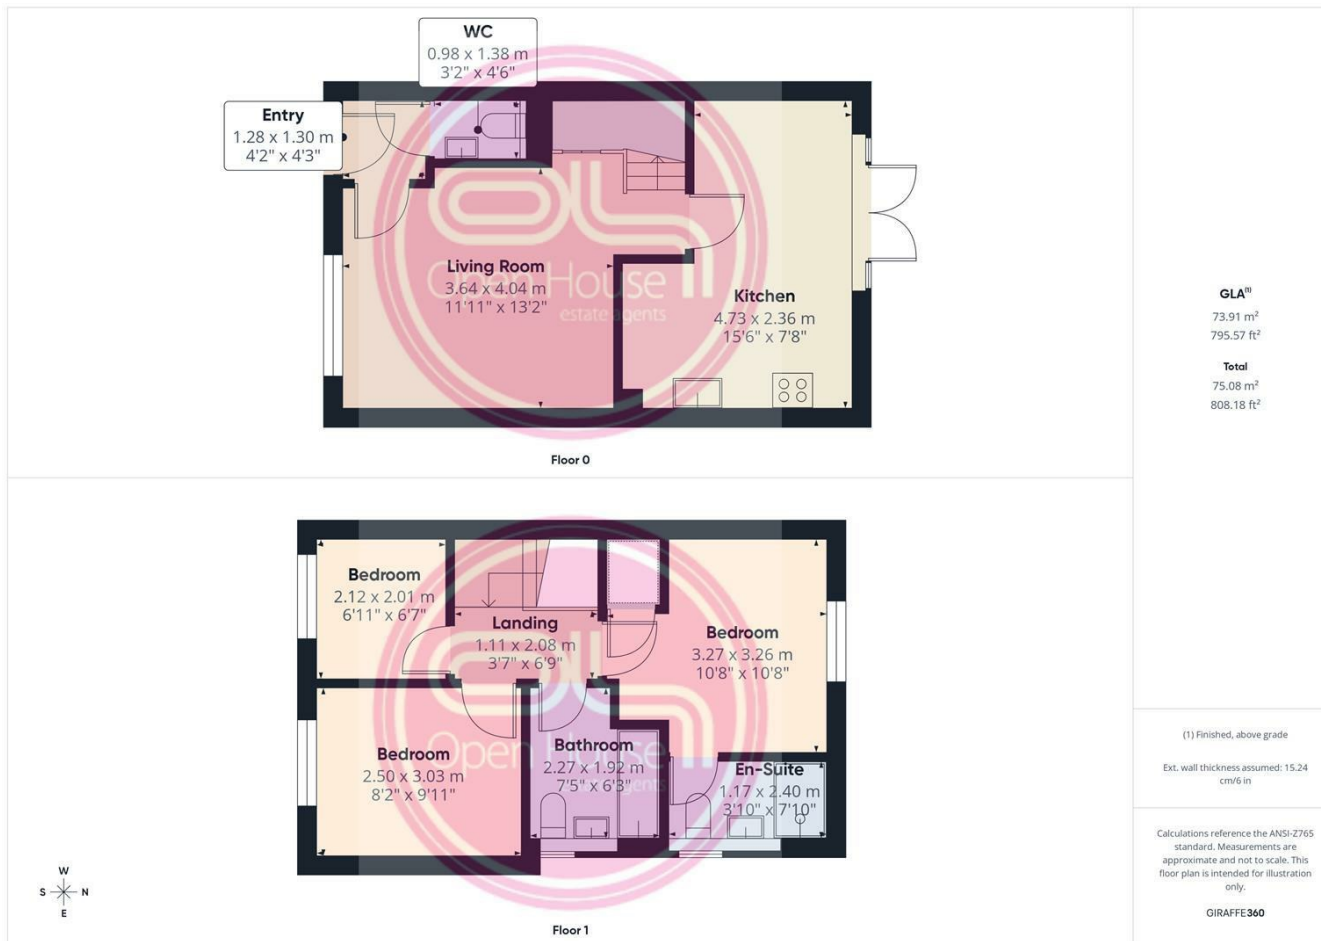 WC
0.98 x 1.38 m
3'2" x 4'6"
Entry
1.28 x 1.30 m
4'2" x 4'3"
Living Room
3.64 x 4.04 m
11'11" x 13'2"
Kitchen
4.73 x 2.36 m
15'6" x 7'8"
Open House
estate agents
Floor 0
GLA(1)
73.91 m²
795.57 ft²
Total
75.08 m²
808.18 ft²
Bedroom
2.12 x 2.01 m
6'11" x 6'7"
Landing
1.11 x 2.08 m
3'7" x 6'9"
Bedroom
3.27 x 3.26 m
10'8" x 10'8"
Bedroom
2.50 x 3.03 m
8'2" x 9'11"
Bathroom
2.27 x 1.92 m
7'5" x 6'3"
En-Suite
1.17 x 2.40 m
3'10" x 7'10"
Open House
estate agents
Floor 1
W
S N
E
(1) Finished, above grade
Ext. wall thickness assumed: 15.24
cm/6 in
Calculations reference the ANSI-Z765
standard. Measurements are
approximate and not to scale. This
floor plan is intended for illustration
only.
GIRAFFE360